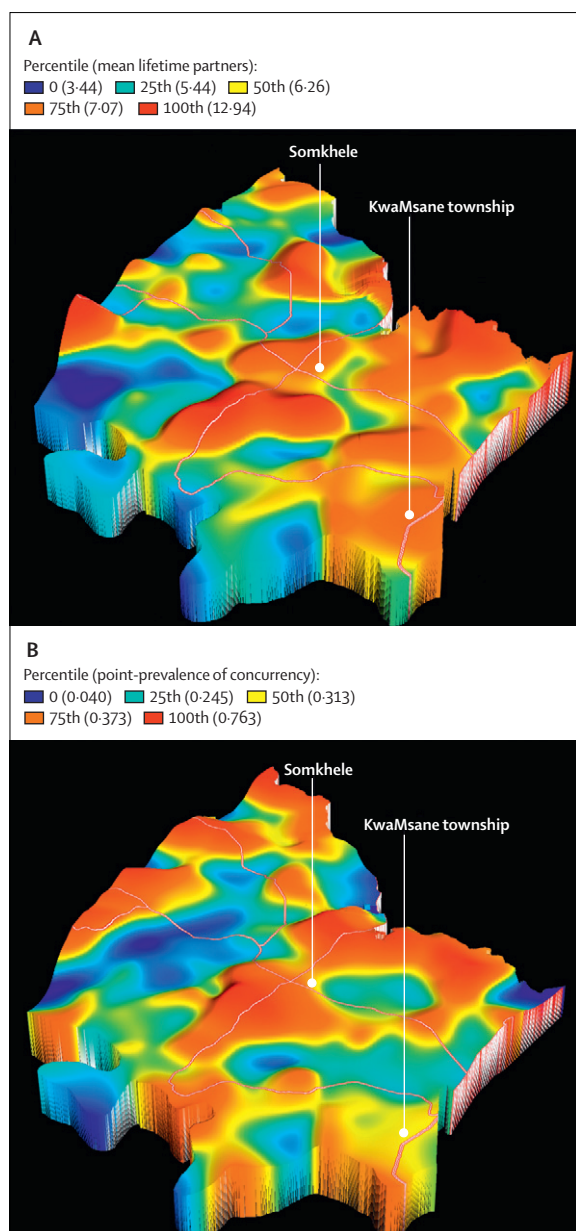 A
Percentile (mean lifetime partners):
0 (3·44) 25th (5·44) 50th (6·26)
75th (7·07) 100th (12·94)
Somkhele
KwaMsane township
B
Percentile (point-prevalence of concurrency):
0 (0·040) 25th (0·245) 50th (0·313)
75th (0·373) 100th (0·763)
Somkhele
KwaMsane township